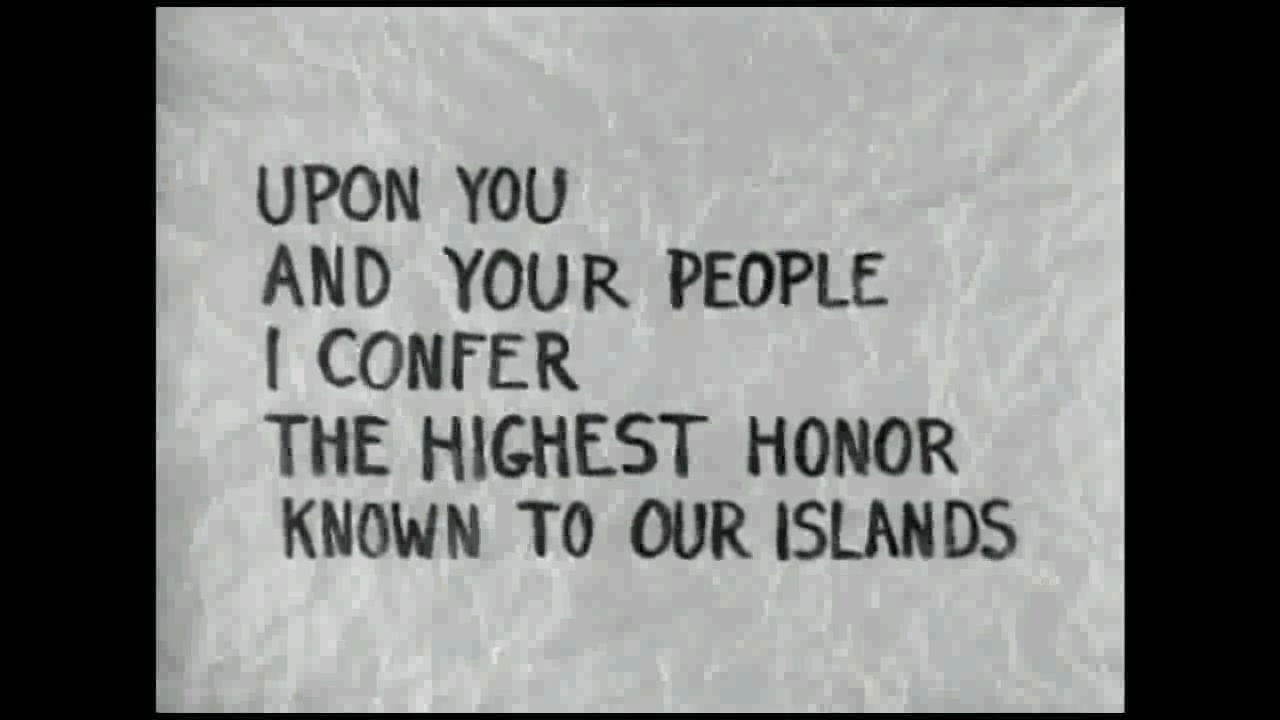 UPON YOU
AND YOUR PEOPLE
I CONFER
THE HIGHEST HONOR
KNOWN TO OUR ISLANDS